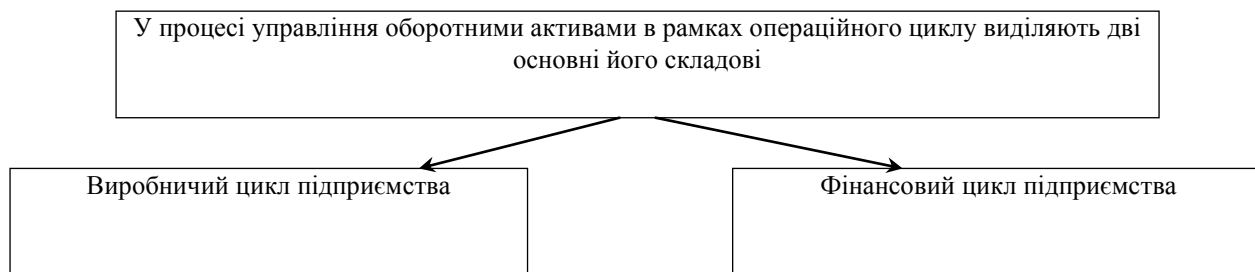 У процесі управління оборотними активами в рамках операційного циклу виділяють дві
основні його складові
Виробничий цикл підприємства
Фінансовий цикл підприємства